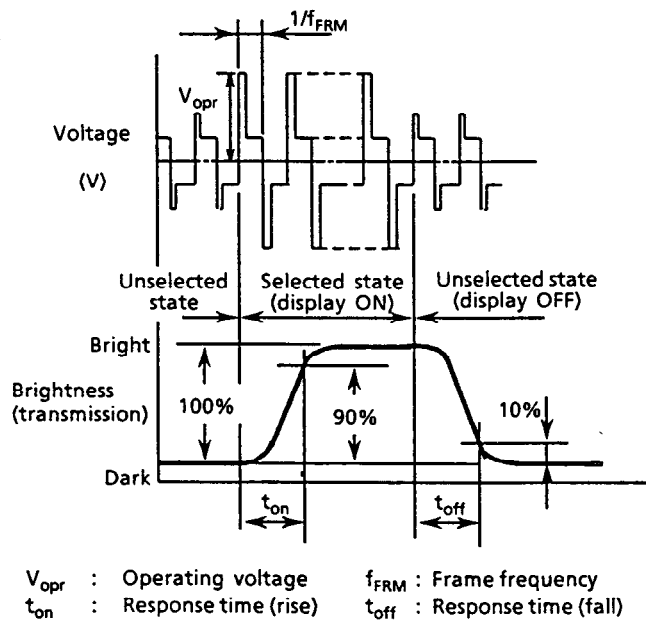 1/fFRM
Vopr
Voltage
(V)
Unselected state
Selected state (display ON)
Unselected state (display OFF)
Bright
Brightness (transmission)
100%
90%
10%
Dark
ton
toff
Vopr : Operating voltage
fFRM : Frame frequency
ton : Response time (rise)
toff : Response time (fall)